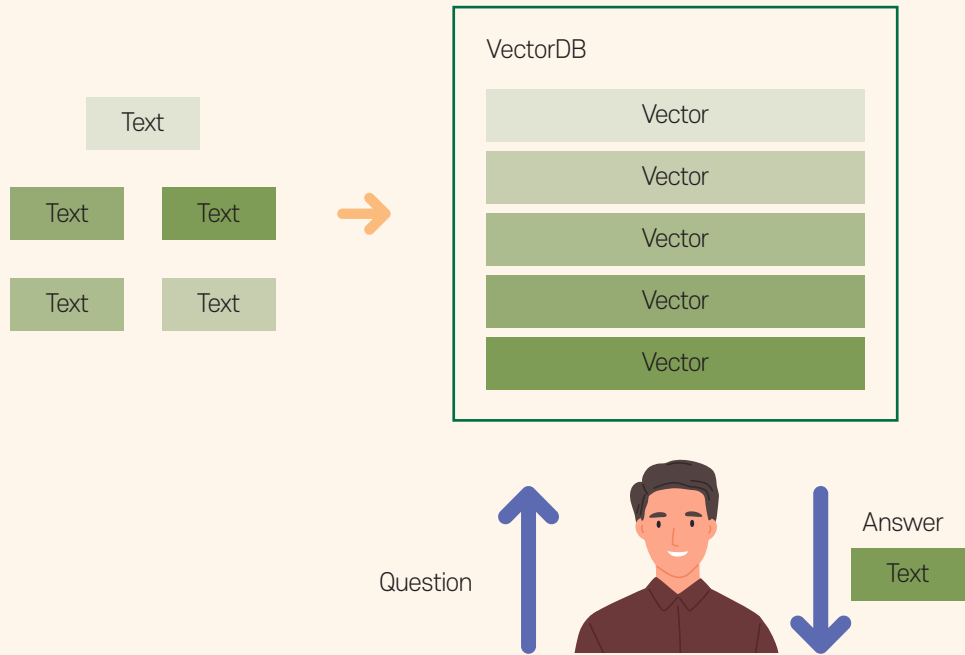 Text
Text
Text
Text
Text
VectorDB
Vector
Vector
Vector
Vector
Vector
Question
Answer
Text